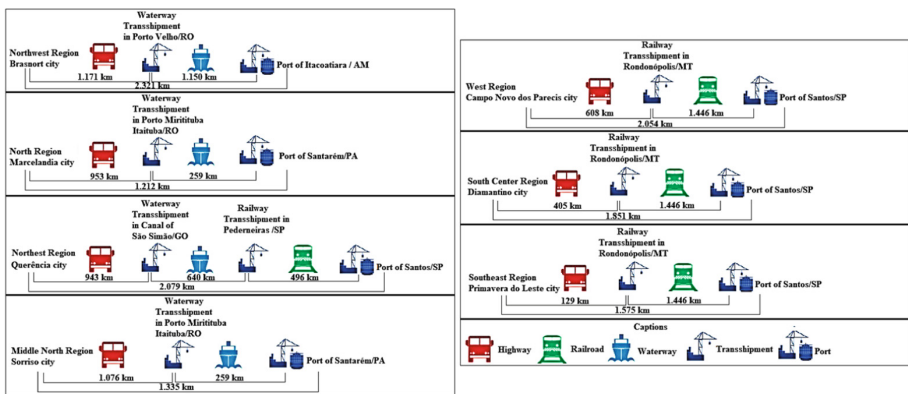 Waterway
Transshipment
in Porto Velho/RO
Northwest Region
Brasnort city
Port of Itacoatiara / AM
1.171 km
1.150 km
2.321 km
Waterway
Transshipment
in Porto Miritituba
Itaituba/RO
North Region
Marcelandia city
Port of Santarém/PA
953 km
259 km
1.212 km
Waterway
Transshipment
in Canal of
São Simão/GO
Railway
Transshipment in
Pederneiras /SP
Northest Region
Querência city
Port of Santos/SP
943 km
640 km
496 km
2.079 km
Waterway
Transshipment
in Porto Miritituba
Itaituba/RO
Middle North Region
Sorriso city
Port of Santarém/PA
1.076 km
259 km
1.335 km
Railway
Transshipment in
Rondonópolis/MT
West Region
Campo Novo dos Parecis city
Port of Santos/SP
608 km
1.446 km
2.054 km
Railway
Transshipment in
Rondonópolis/MT
South Center Region
Diamantino city
Port of Santos/SP
405 km
1.446 km
1.851 km
Railway
Transshipment in
Rondonópolis/MT
Southeast Region
Primavera do Leste city
Port of Santos/SP
129 km
1.446 km
1.575 km
Captions
Highway
Railroad
Waterway
Transshipment
Port